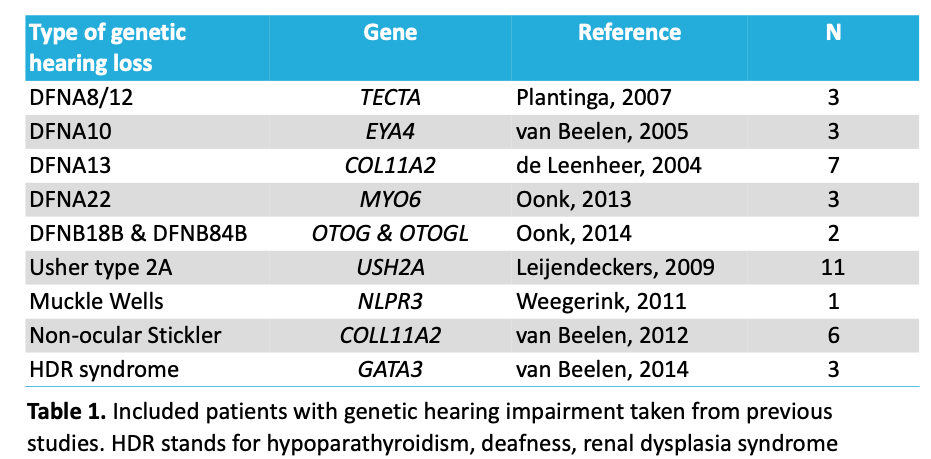 Type of genetic hearing loss Gene Reference N
DFNA8/12 TECTA Plantinga, 2007 3
DFNA10 EYA4 van Beelen, 2005 3
DFNA13 COL11A2 de Leenheer, 2004 7
DFNA22 MYO6 Oonk, 2013 3
DFNB18B & DFNB84B OTOG & OTOGL Oonk, 2014 2
Usher type 2A USH2A Leijendeckers, 2009 11
Muckle Wells NLPR3 Weegerink, 2011 1
Non-ocular Stickler COLL11A2 van Beelen, 2012 6
HDR syndrome GATA3 van Beelen, 2014 3
Table 1. Included patients with genetic hearing impairment taken from previous
studies. HDR stands for hypoparathyroidism, deafness, renal dysplasia syndrome